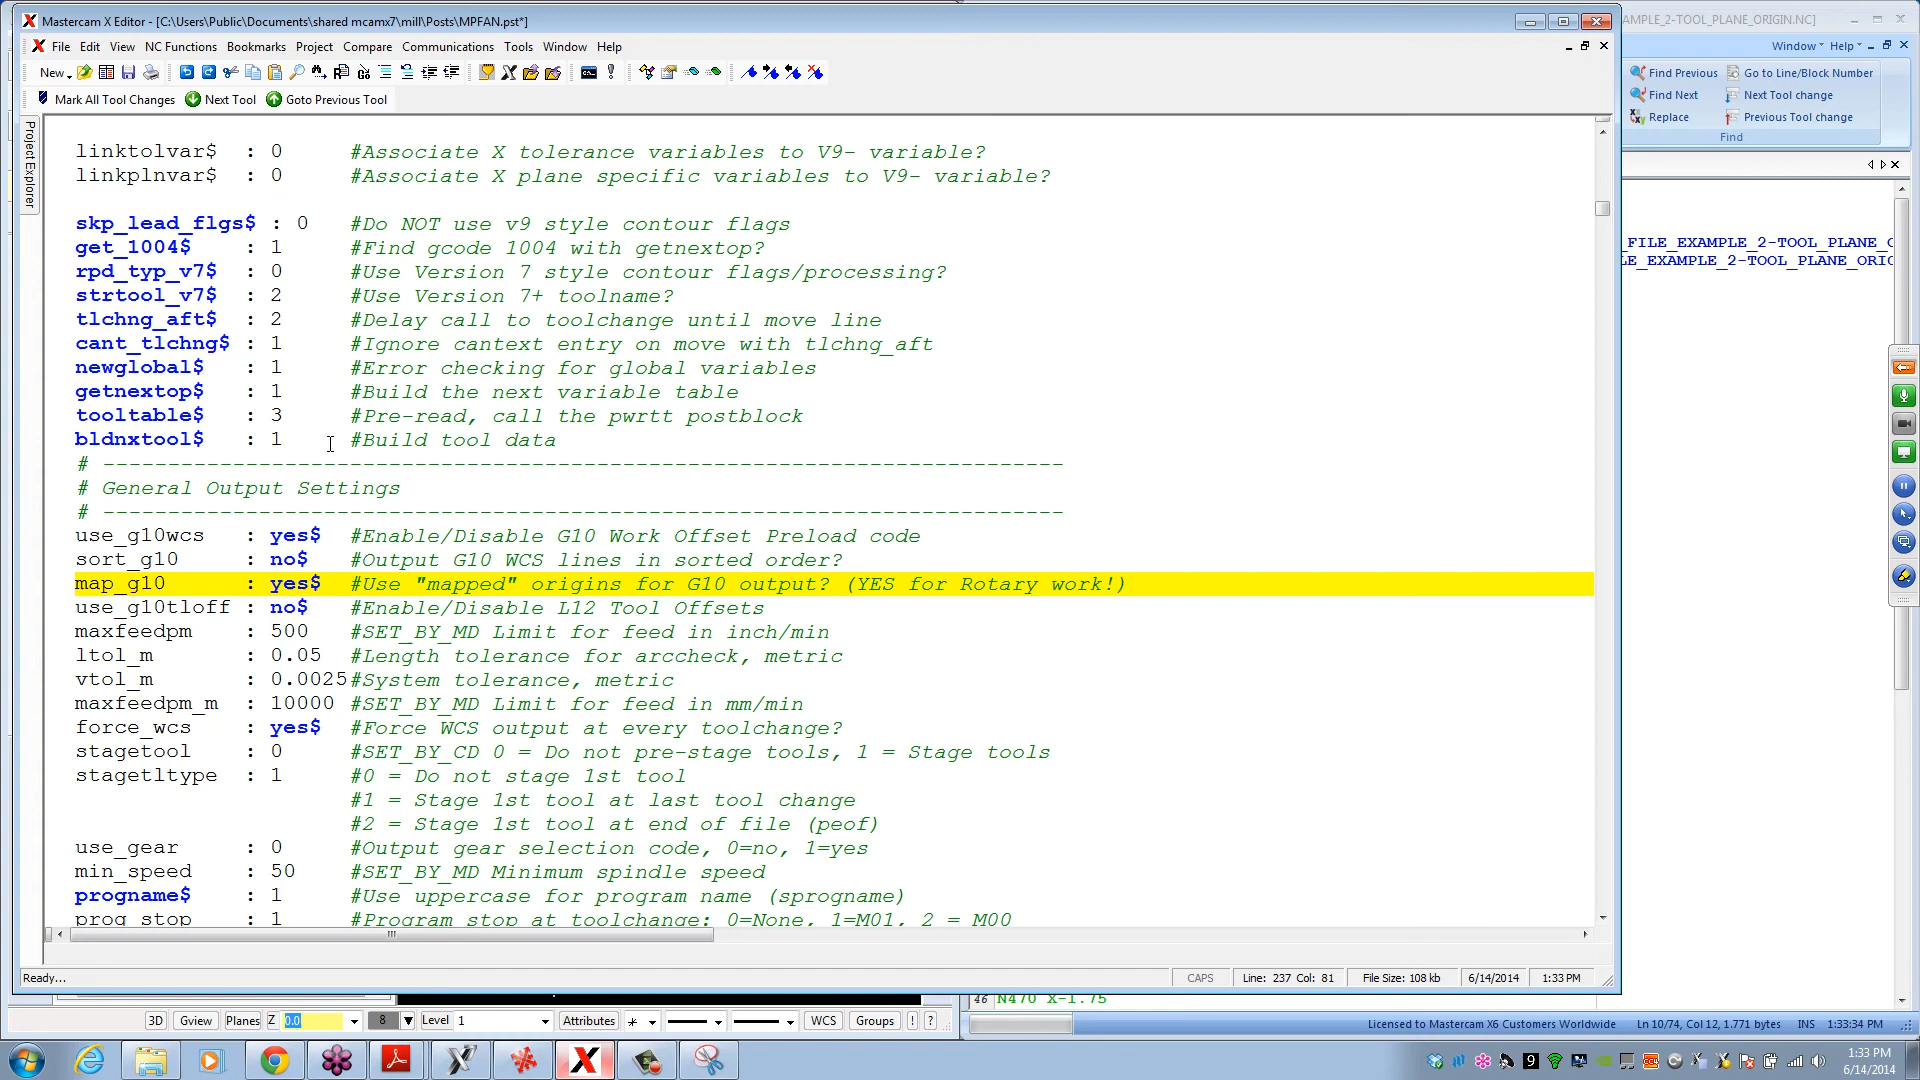 Mastercam X Editor - [C:\Users\Public\Documents\shared mcamx7\mill\Posts\MPFAN.pst*]
AMPLE_2-TOOL_PLANE_ORIGIN.NC]
File Edit View NC Functions Bookmarks Project Compare Communications Tools Window Help
Window Help
New
Find Previous Go to Line/Block Number
Find Next Next Tool change
Replace Previous Tool change
Find
Mark All Tool Changes Next Tool Goto Previous Tool
Project Explorer
linktolvar$ : 0 #Associate X tolerance variables to V9- variable?
linkplnvar$ : 0 #Associate X plane specific variables to V9- variable?
skp_lead_flgs$ : 0 #Do NOT use v9 style contour flags
get_1004$ : 1 #Find gcode 1004 with getnextop?
rpd_typ_v7$ : 0 #Use Version 7 style contour flags/processing?
strtool_v7$ : 2 #Use Version 7+ toolname?
tlchng_aft$ : 2 #Delay call to toolchange until move line
cant_tlchng$ : 1 #Ignore cantext entry on move with tlchng_aft
newglobal$ : 1 #Error checking for global variables
getnextop$ : 1 #Build the next variable table
tooltable$ : 3 #Pre-read, call the pwrtt postblock
bldnxtool$ : 1 #Build tool data
# --------------------------------------------------------------------------
# General Output Settings
# --------------------------------------------------------------------------
use_g10wcs : yes$ #Enable/Disable G10 Work Offset Preload code
sort_g10 : no$ #Output G10 WCS lines in sorted order?
map_g10 : yes$ #Use "mapped" origins for G10 output? (YES for Rotary work!)
use_g10tloff : no$ #Enable/Disable L12 Tool Offsets
maxfeedpm : 500 #SET_BY_MD Limit for feed in inch/min
ltol_m : 0.05 #Length tolerance for arccheck, metric
vtol_m : 0.0025#System tolerance, metric
maxfeedpm_m : 10000 #SET_BY_MD Limit for feed in mm/min
force_wcs : yes$ #Force WCS output at every toolchange?
stagetool : 0 #SET_BY_CD 0 = Do not pre-stage tools, 1 = Stage tools
stagetltype : 1 #0 = Do not stage 1st tool
#1 = Stage 1st tool at last tool change
#2 = Stage 1st tool at end of file (peof)
use_gear : 0 #Output gear selection code, 0=no, 1=yes
min_speed : 50 #SET_BY_MD Minimum spindle speed
progname$ : 1 #Use uppercase for program name (sprogname)
prog_stop : 1 #Program stop at toolchange: 0=None, 1=M01, 2 = M00
_FILE_EXAMPLE_2-TOOL_PLANE_O
LE_EXAMPLE_2-TOOL_PLANE_ORIG
Ready... CAPS Line: 237 Col: 81 File Size: 108 kb 6/14/2014 1:33 PM
46 N470 X-1.75
3D Gview Planes Z 0.0 8 Level 1 Attributes WCS Groups ! ?
Licensed to Mastercam X6 Customers Worldwide Ln 10/74, Col 12, 1.771 bytes INS 1:33:34 PM
1:33 PM
6/14/2014